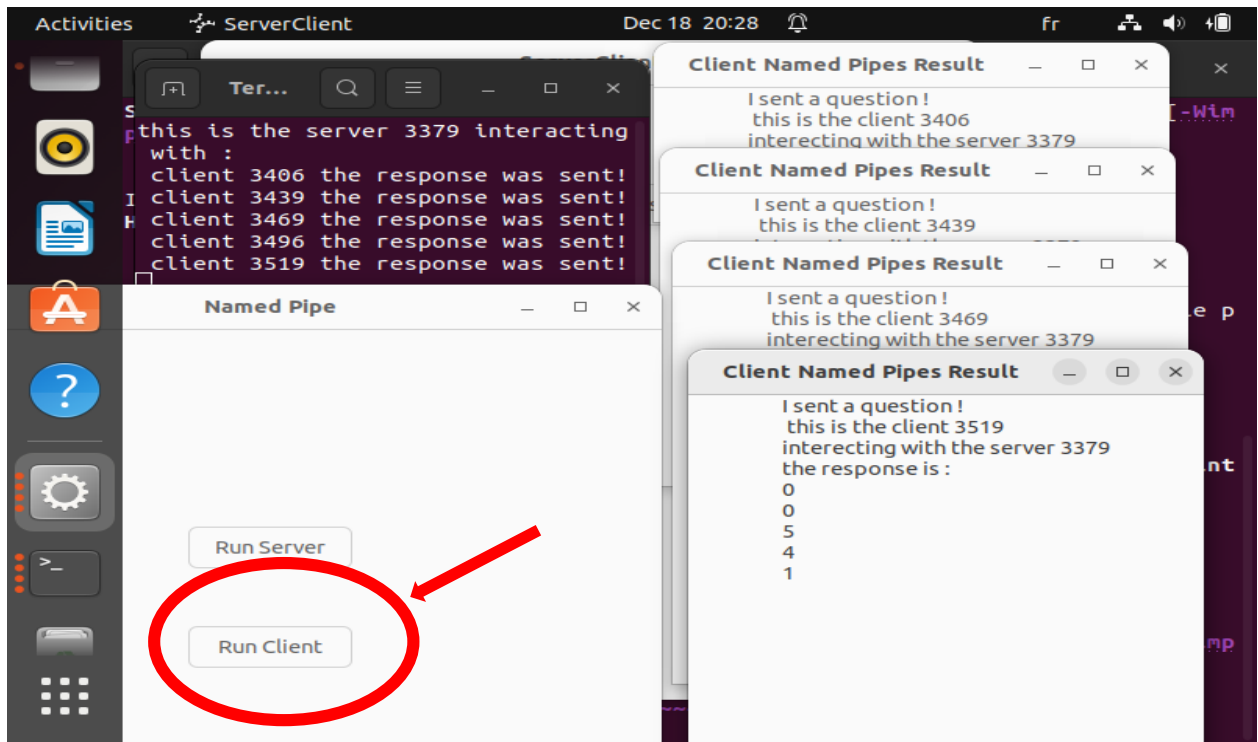 Activities
ServerClient
Dec 18 20:28
fr
Ter...
this is the server 3379 interacting
with :
client 3406 the response was sent!
client 3439 the response was sent!
client 3469 the response was sent!
client 3496 the response was sent!
client 3519 the response was sent!
Named Pipe
Run Server
Run Client
Client Named Pipes Result
I sent a question !
this is the client 3406
interecting with the server 3379
Client Named Pipes Result
I sent a question !
this is the client 3439
Client Named Pipes Result
I sent a question !
this is the client 3469
interecting with the server 3379
Client Named Pipes Result
I sent a question !
this is the client 3519
interecting with the server 3379
the response is :
0
0
5
4
1
[-Wim
e p
nt
mp